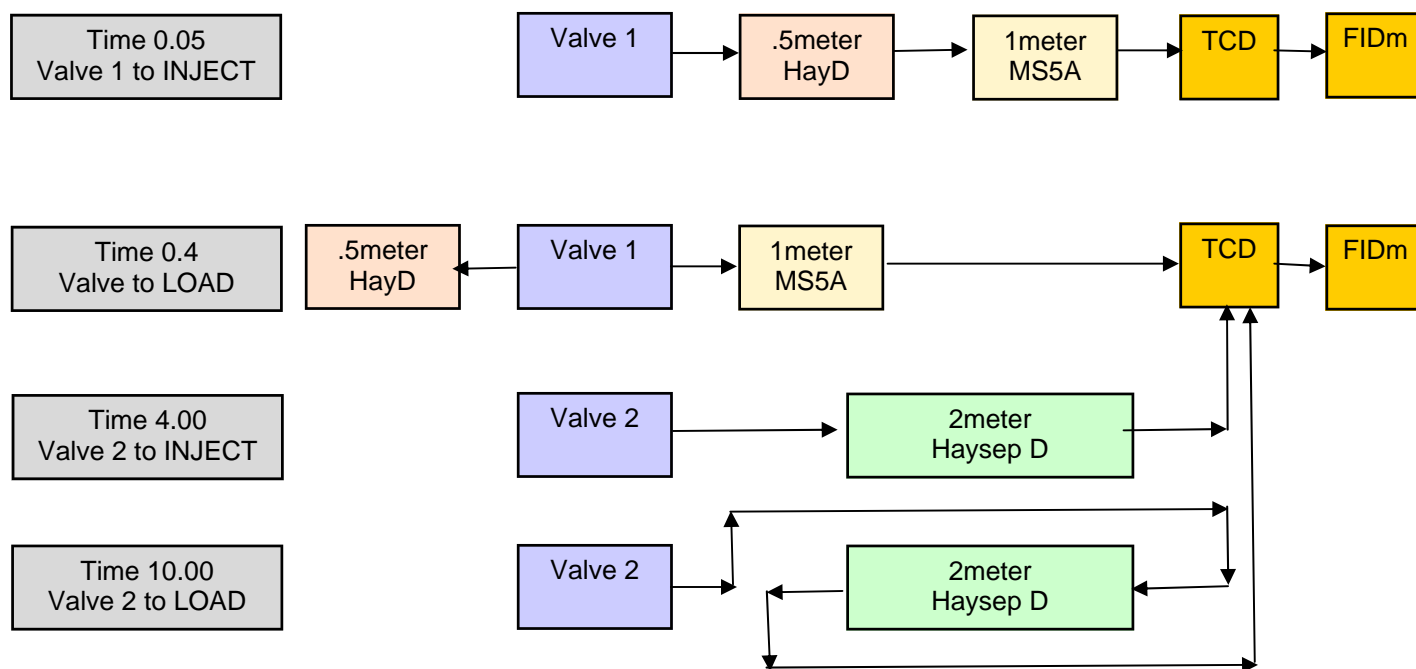 Time 0.05
Valve 1 to INJECT
Valve 1
.5meter
HayD
1meter
MS5A
TCD
FIDm
Time 0.4
Valve to LOAD
.5meter
HayD
Valve 1
1meter
MS5A
TCD
FIDm
Time 4.00
Valve 2 to INJECT
Valve 2
2meter
Haysep D
Time 10.00
Valve 2 to LOAD
Valve 2
2meter
Haysep D